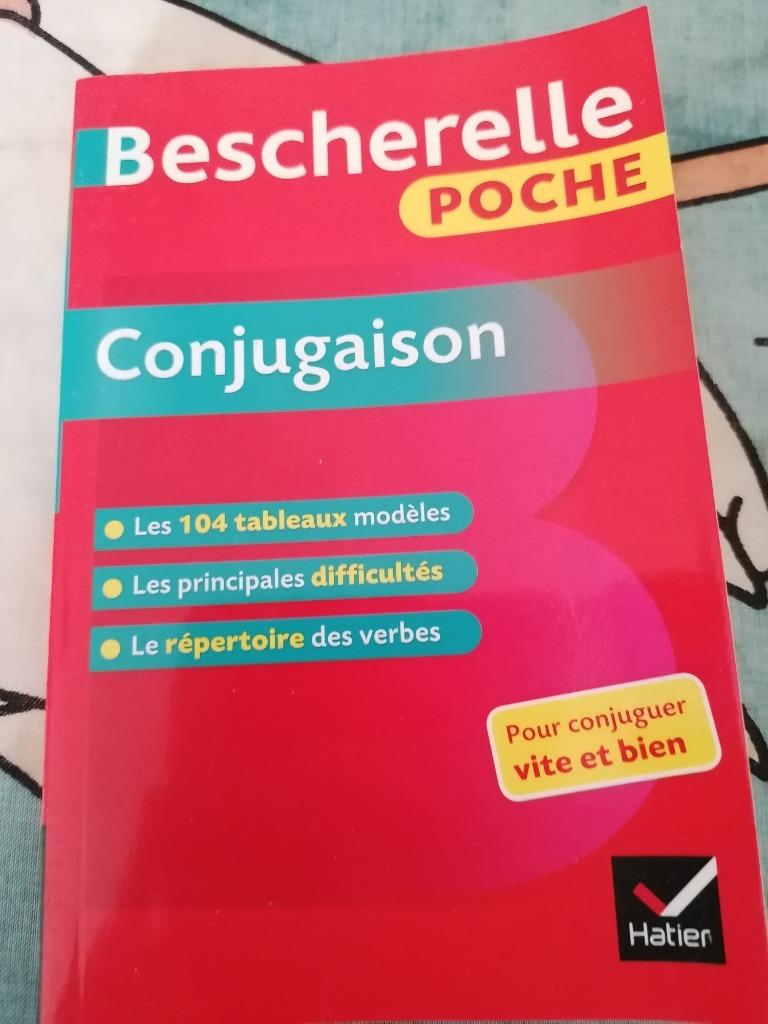 Bescherelle
POCHE
Conjugaison
Les 104 tableaux modèles
Les principales difficultés
Le répertoire des verbes
Pour conjuguer
vite et bien
Hatier